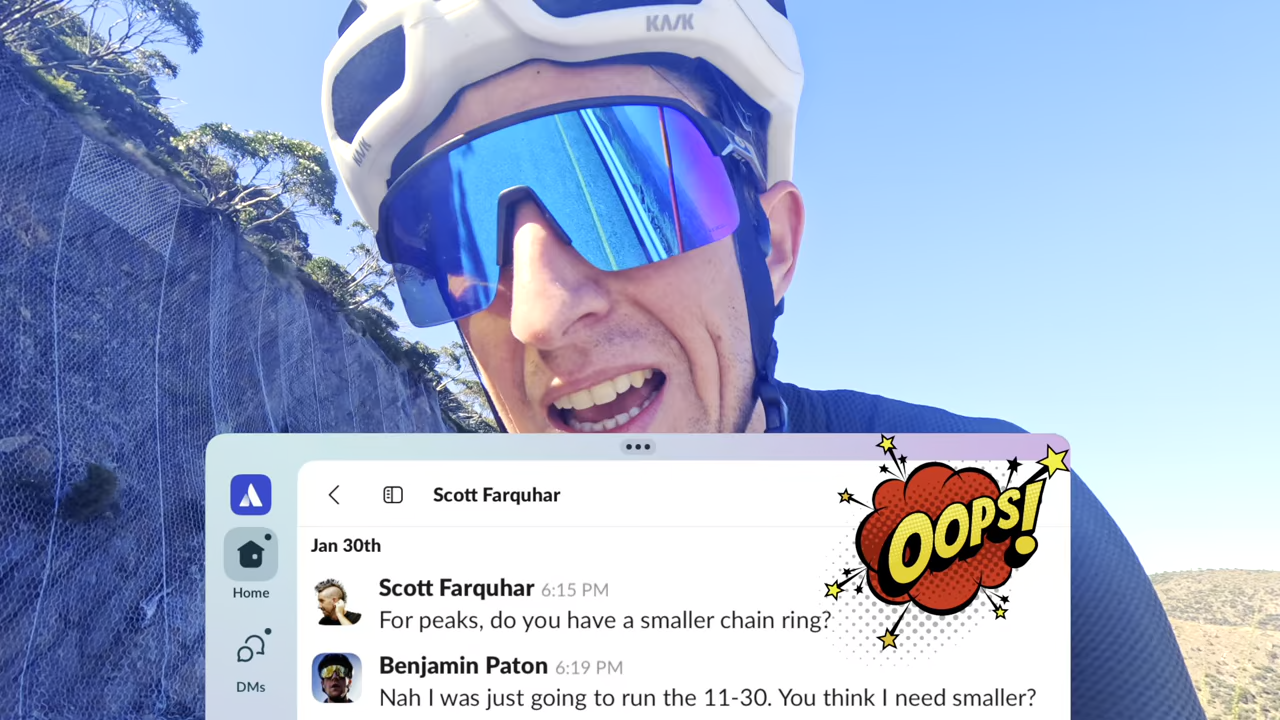 KASK
KASK
Scott Farquhar
OOPS!
Jan 30th
Scott Farquhar 6:15 PM
For peaks, do you have a smaller chain ring?
Home
Benjamin Paton 6:19 PM
Nah I was just going to run the 11-30. You think I need smaller?
DMs